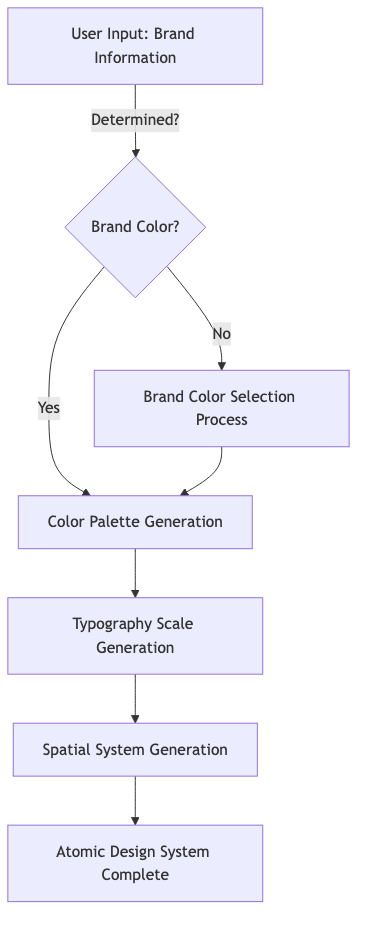 User Input: Brand
Information
Determined?
Brand Color?
No
Brand Color Selection
Process
Yes
Color Palette Generation
Typography Scale
Generation
Spatial System Generation
Atomic Design System
Complete